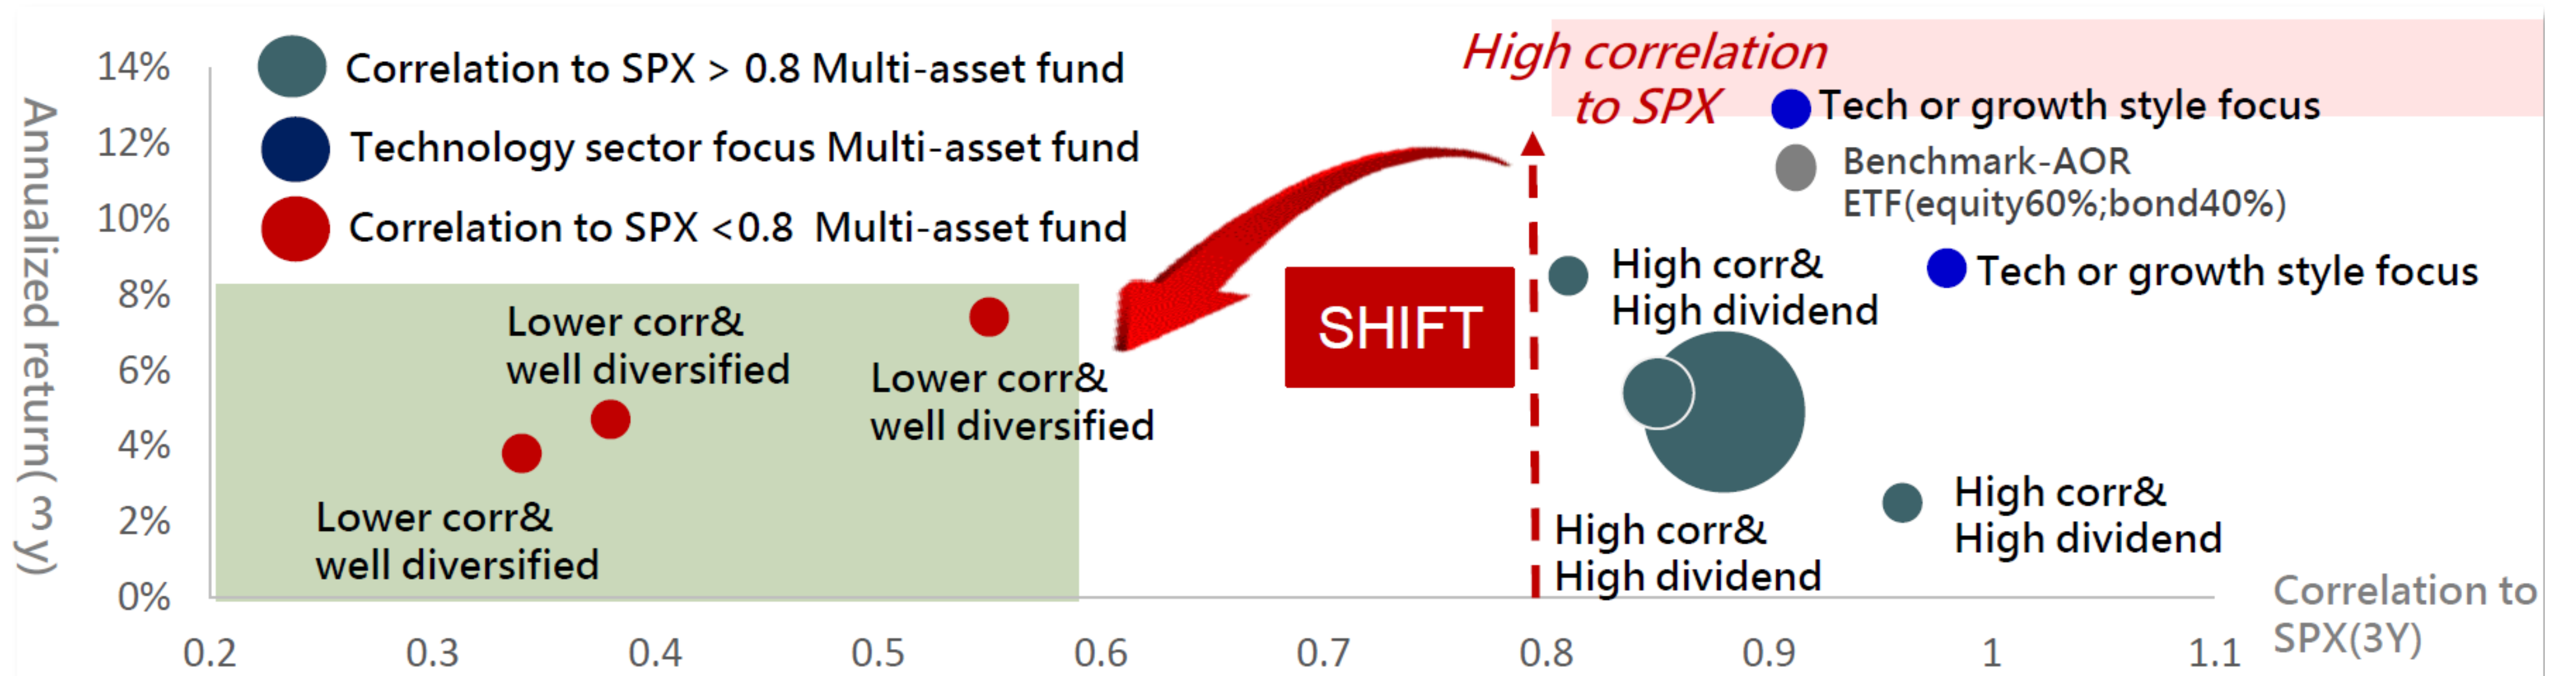 Annualized return( 3 y)
14%
12%
10%
8%
6%
4%
2%
0%
Correlation to SPX > 0.8 Multi-asset fund
Technology sector focus Multi-asset fund
Correlation to SPX <0.8  Multi-asset fund
High correlation
to SPX
Tech or growth style focus
Benchmark-AOR
ETF(equity60%;bond40%)
High corr&
High dividend
Tech or growth style focus
SHIFT
Lower corr&
well diversified
Lower corr&
well diversified
Lower corr&
well diversified
High corr&
High dividend
High corr&
High dividend
0.2
0.3
0.4
0.5
0.6
0.7
0.8
0.9
1
1.1
Correlation to
SPX(3Y)